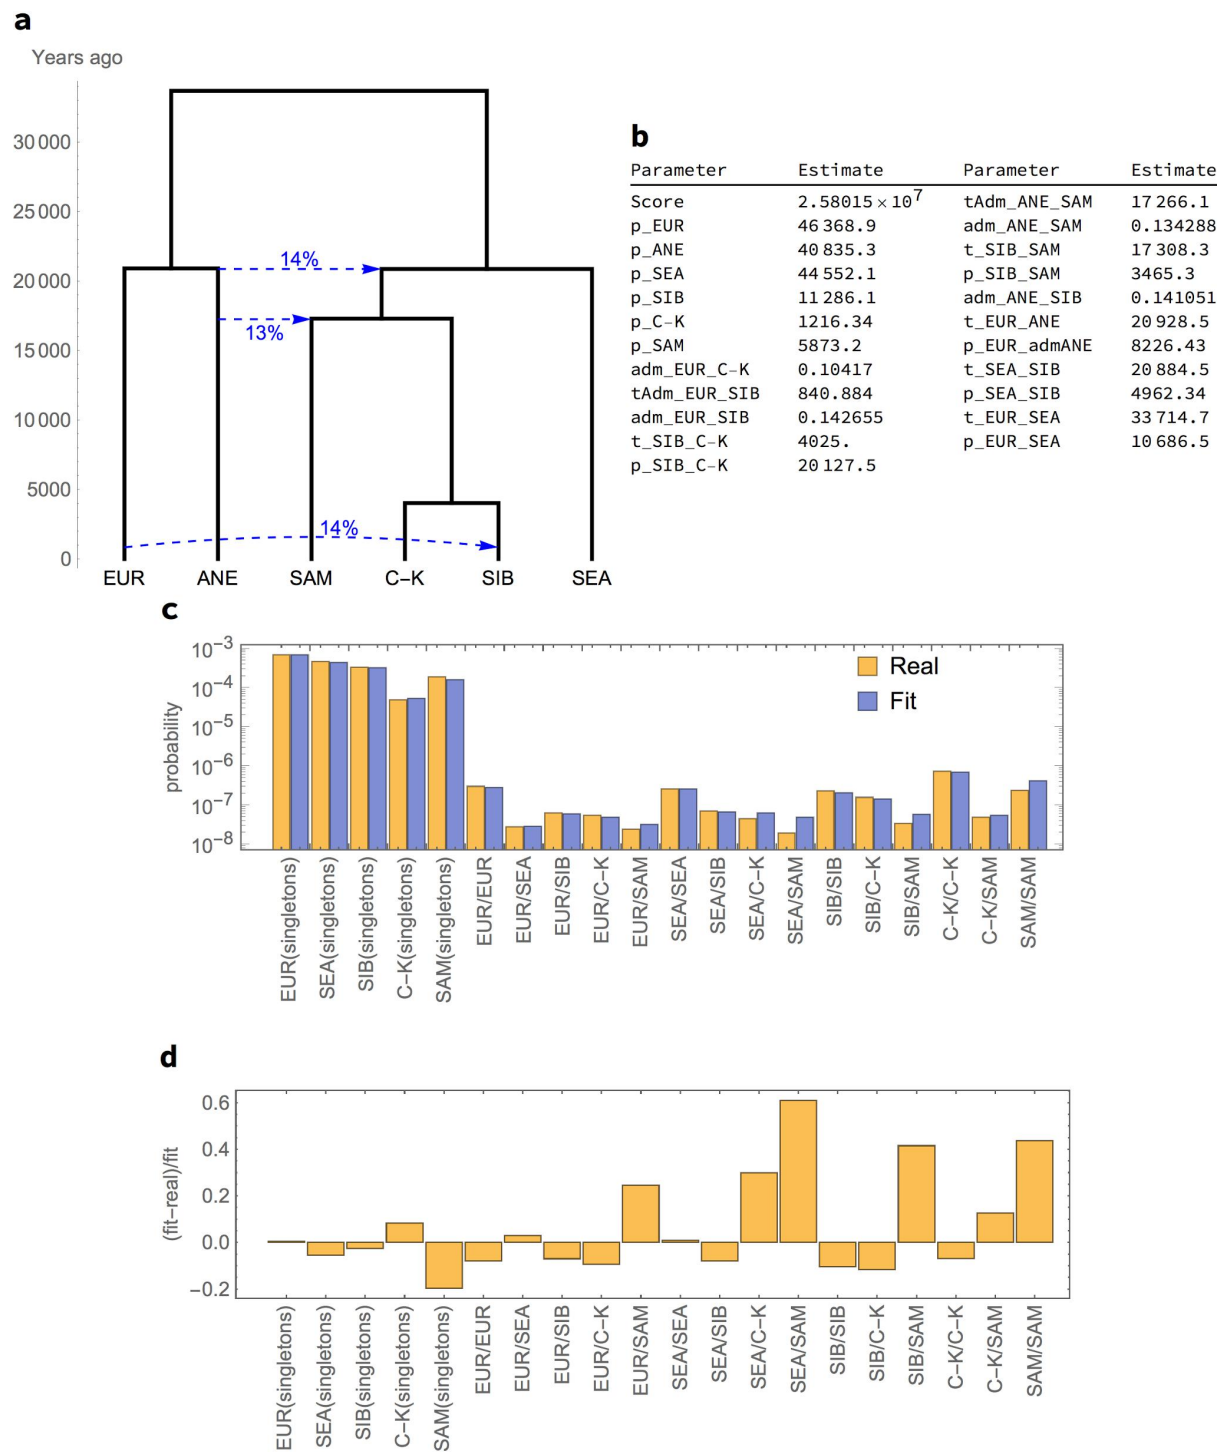 a
Years ago
30 000
25 000
20 000
15 000
10 000
5000
0
14%
13%
14%
EUR ANE SAM C–K SIB SEA
b
Parameter Estimate Parameter Estimate
Score 2.58015 × 10^7 tAdm_ANE_SAM 17 266.1
p_EUR 46 368.9 adm_ANE_SAM 0.134288
p_ANE 40 835.3 t_SIB_SAM 17 308.3
p_SEA 44 552.1 p_SIB_SAM 3465.3
p_SIB 11 286.1 adm_ANE_SIB 0.141051
p_C-K 1216.34 t_EUR_ANE 20 928.5
p_SAM 5873.2 p_EUR_admANE 8226.43
adm_EUR_C-K 0.10417 t_SEA_SIB 20 884.5
tAdm_EUR_SIB 840.884 p_SEA_SIB 4962.34
adm_EUR_SIB 0.142655 t_EUR_SEA 33 714.7
t_SIB_C-K 4025. p_EUR_SEA 10 686.5
p_SIB_C-K 20 127.5
c
probability
10^−3
10^−4
10^−5
10^−6
10^−7
10^−8
Real
Fit
EUR(singletons)
SEA(singletons)
SIB(singletons)
C–K(singletons)
SAM(singletons)
EUR/EUR
EUR/SEA
EUR/SIB
EUR/C–K
EUR/SAM
SEA/SEA
SEA/SIB
SEA/C–K
SEA/SAM
SIB/SIB
SIB/C–K
SIB/SAM
C–K/C–K
C–K/SAM
SAM/SAM
d
(fit–real)/fit
0.6
0.4
0.2
0.0
−0.2
EUR(singletons)
SEA(singletons)
SIB(singletons)
C–K(singletons)
SAM(singletons)
EUR/EUR
EUR/SEA
EUR/SIB
EUR/C–K
EUR/SAM
SEA/SEA
SEA/SIB
SEA/C–K
SEA/SAM
SIB/SIB
SIB/C–K
SIB/SAM
C–K/C–K
C–K/SAM
SAM/SAM